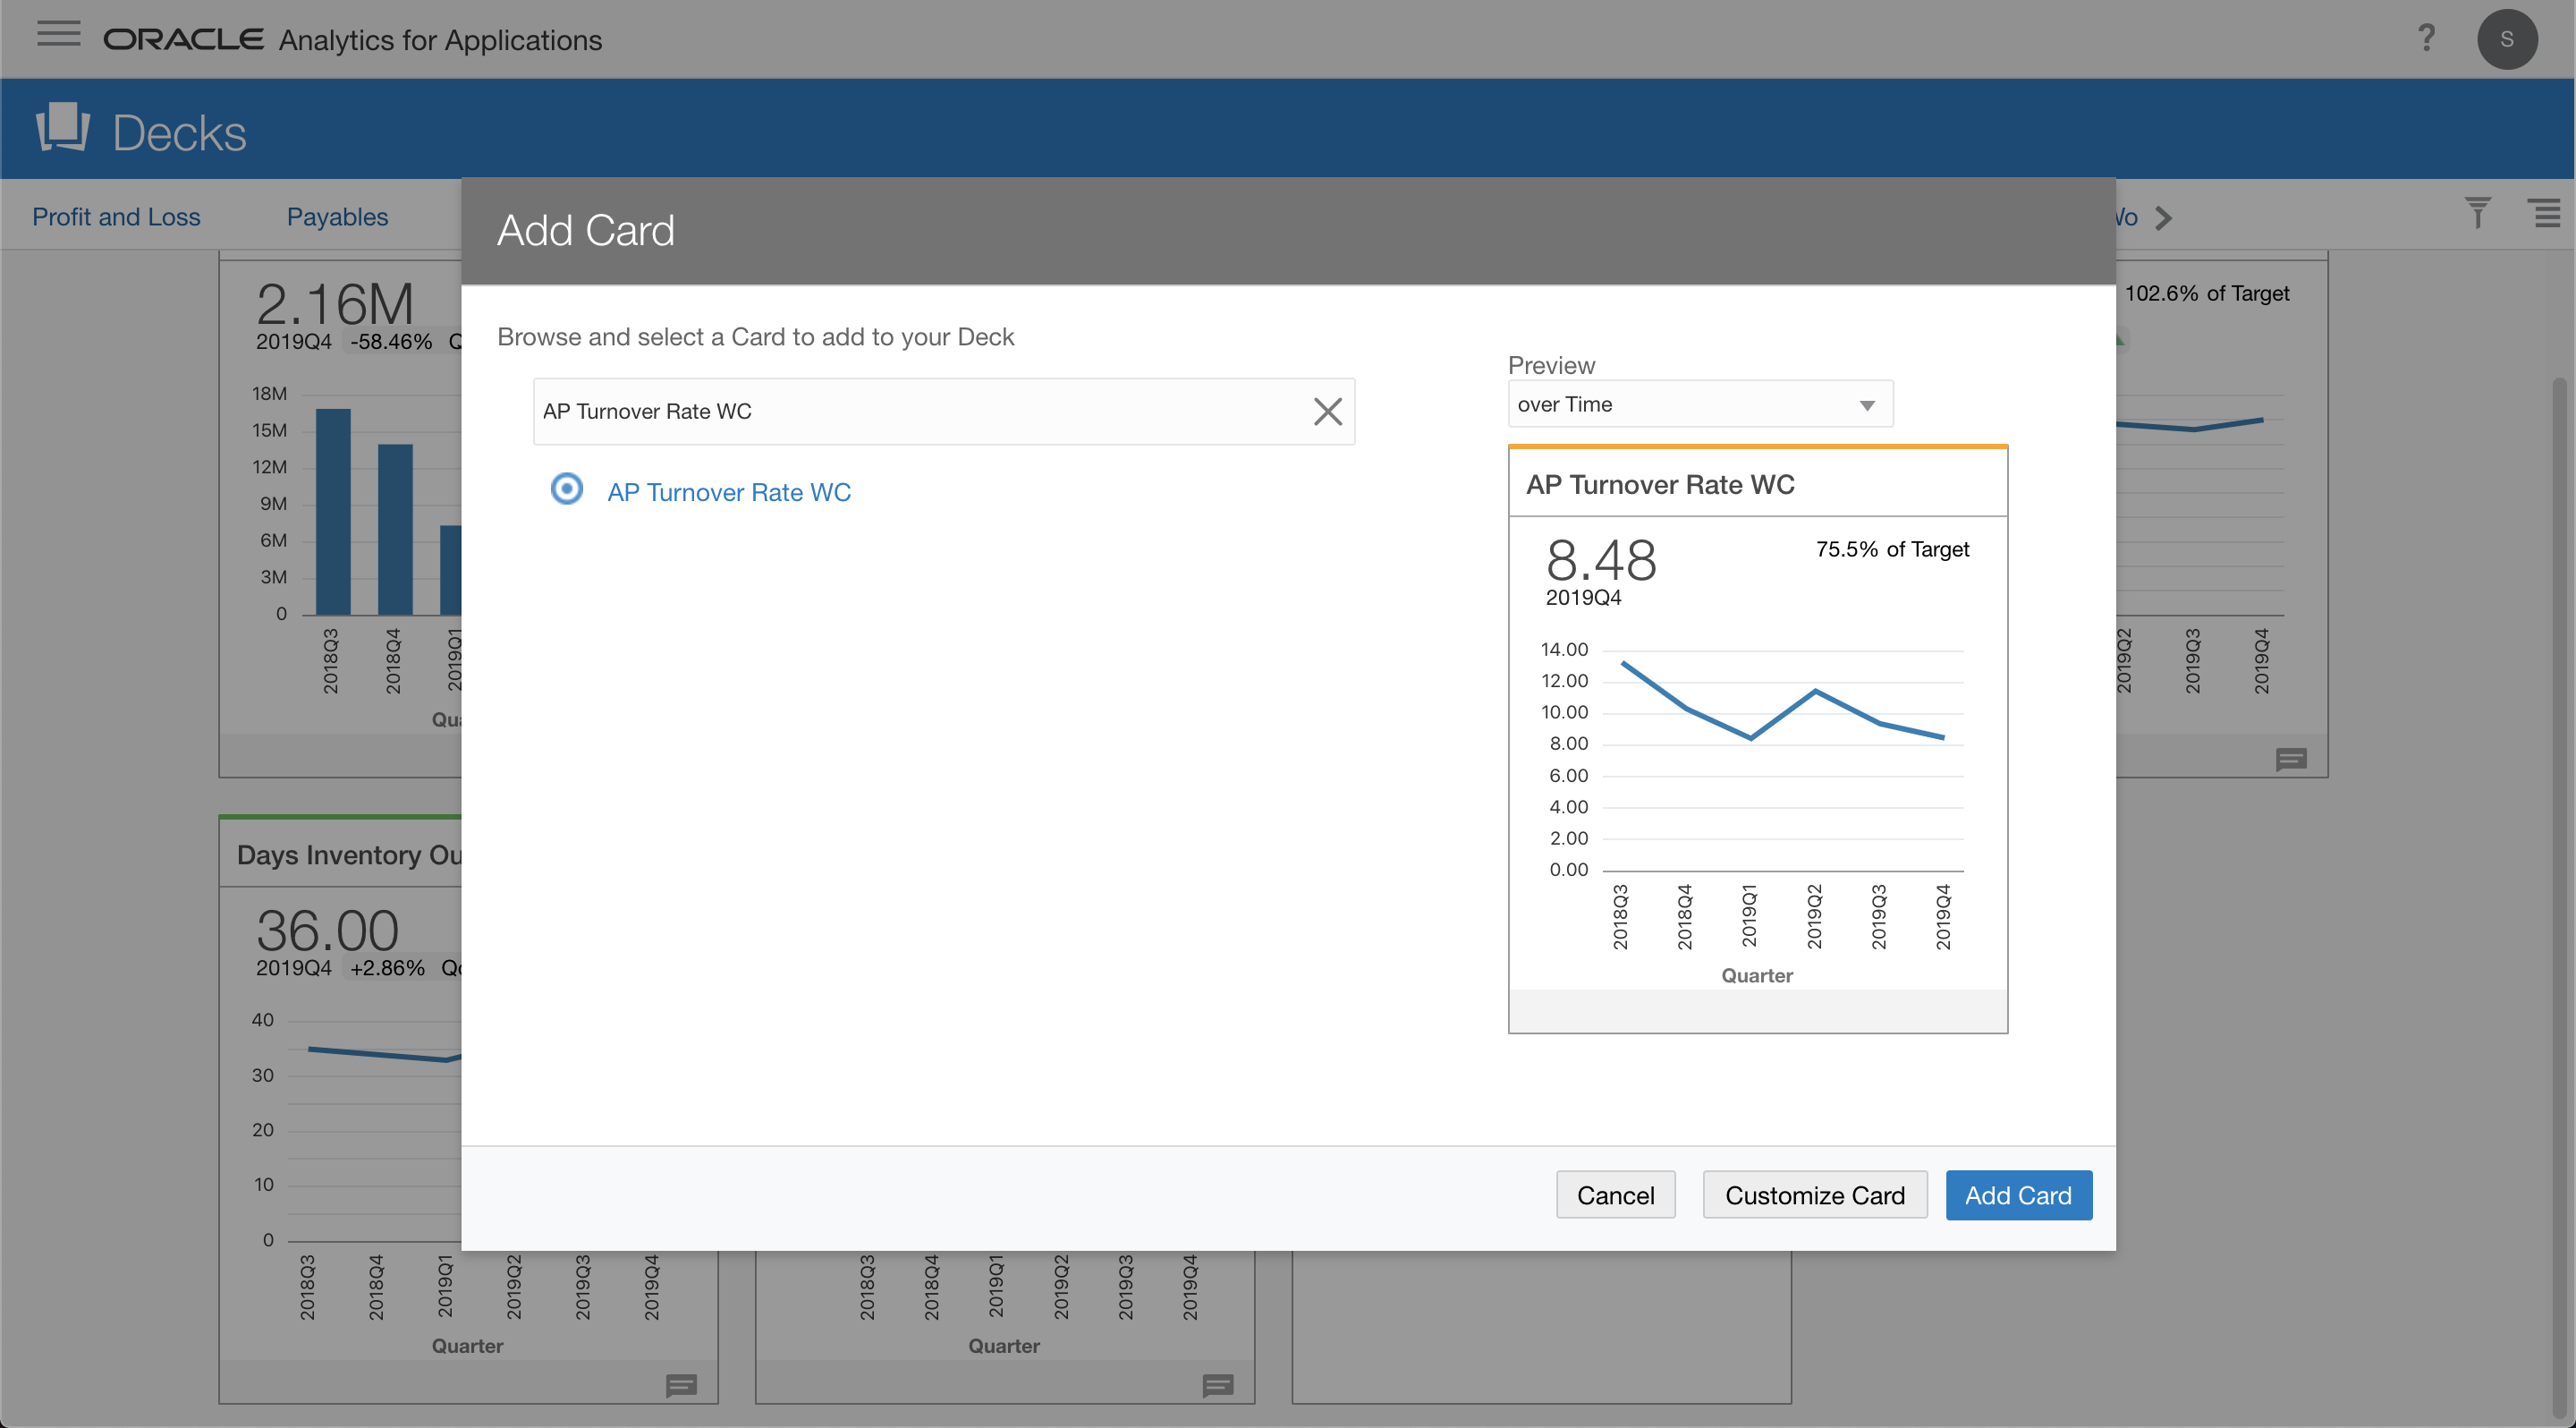 ORACLE Analytics for Applications
?
S
Decks
Profit and Loss
Payables
Add Card
2.16M
2019Q4 -58.46%
18M
15M
12M
9M
6M
3M
0
2018Q3
2018Q4
2019Q1
Browse and select a Card to add to your Deck
AP Turnover Rate WC
AP Turnover Rate WC
Preview
over Time
AP Turnover Rate WC
8.48
75.5% of Target
2019Q4
14.00
12.00
10.00
8.00
6.00
4.00
2.00
0.00
2018Q3
2018Q4
2019Q1
2019Q2
2019Q3
2019Q4
Quarter
Cancel
Customize Card
Add Card
102.6% of Target
2019Q2
2019Q3
2019Q4
Days Inventory
36.00
2019Q4 +2.86%
40
30
20
10
0
2018Q3
2018Q4
2019Q1
2019Q2
2019Q3
2019Q4
Quarter
2018Q3
2018Q4
2019Q1
2019Q2
2019Q3
2019Q4
Quarter